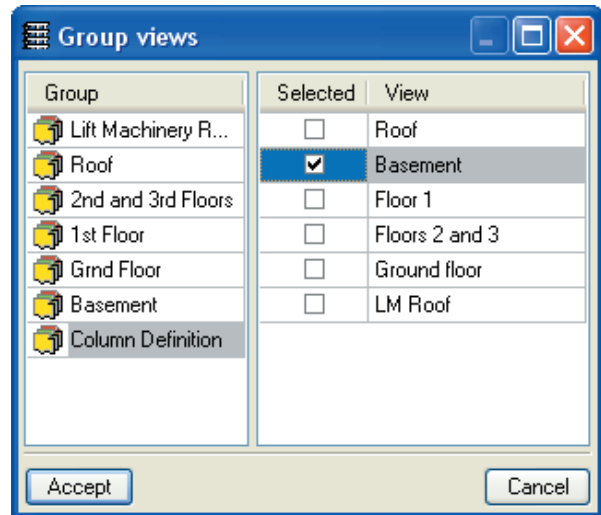 Group views
Group
Selected View
Lift Machinery R...
Roof
Roof
Basement
2nd and 3rd Floors
Floor 1
1st Floor
Floors 2 and 3
Grnd Floor
Ground floor
Basement
LM Roof
Column Definition
Accept
Cancel